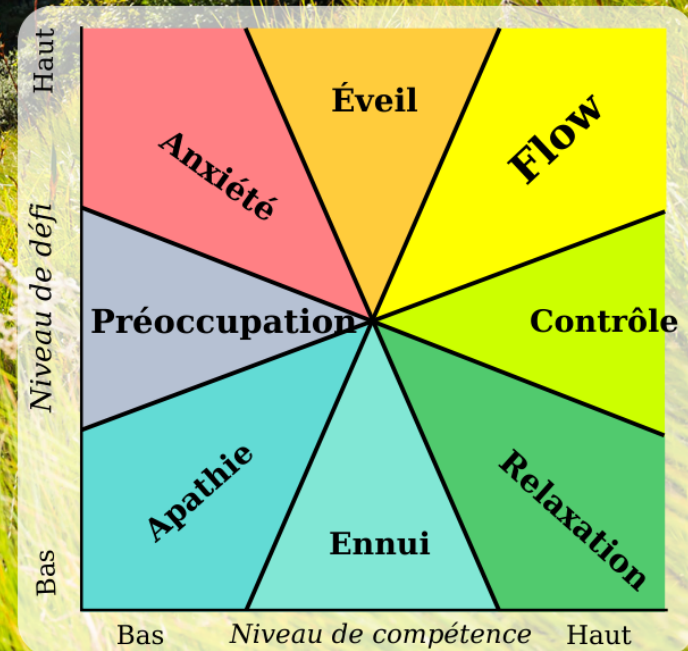 Haut
Éveil
Flow
Anxiété
Niveau de défi
Préoccupation
Contrôle
Apathie
Relaxation
Ennui
Bas
Bas
Niveau de compétence
Haut